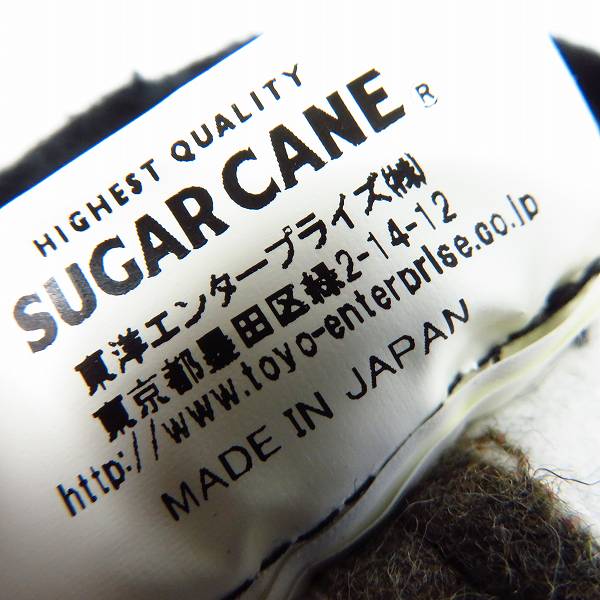 HIGHEST QUALITY
SUGAR CANE ®
東洋エンタープライズ(株)
東京都墨田区緑2-14-12
http://www.toyo-enterprise.co.jp
MADE IN JAPAN